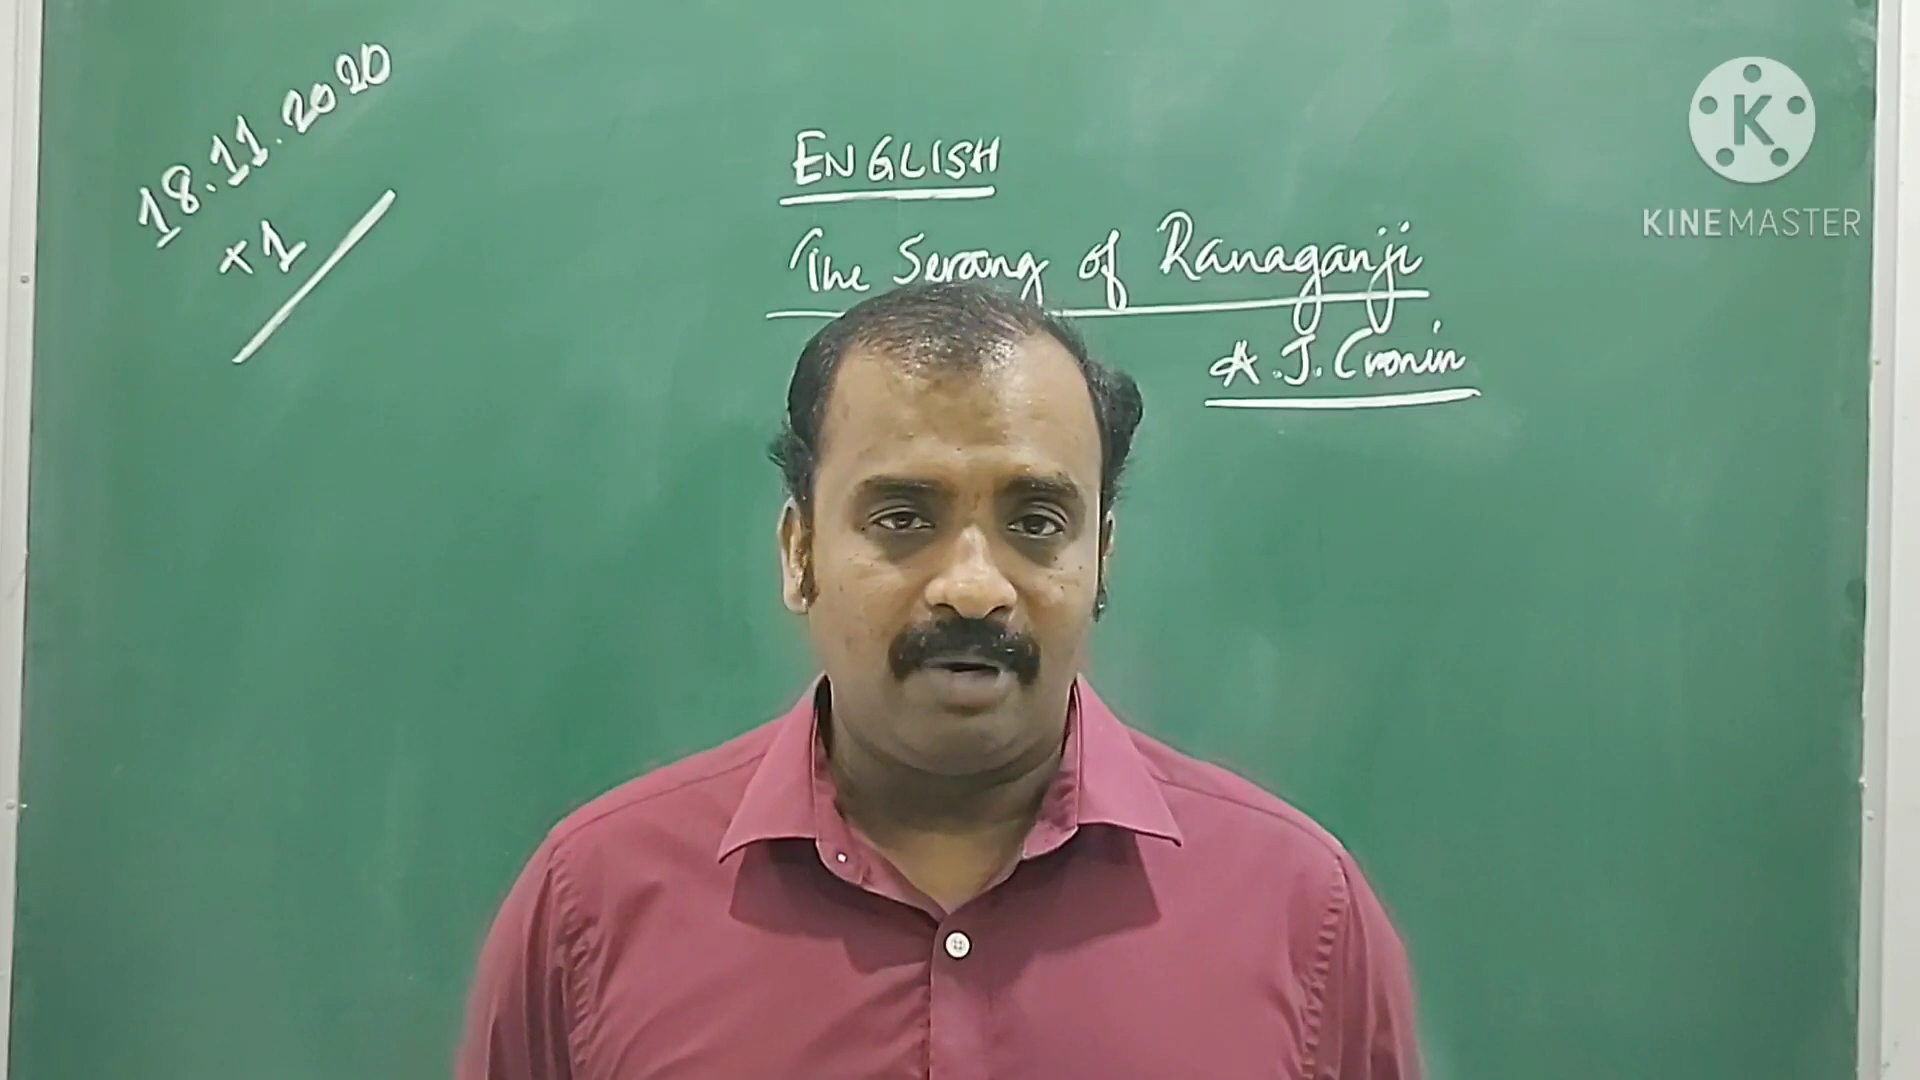 18.11.2020
+1
ENGLISH
The Serang of Ranaganji
A.J. Cronin
K
KINEMASTER